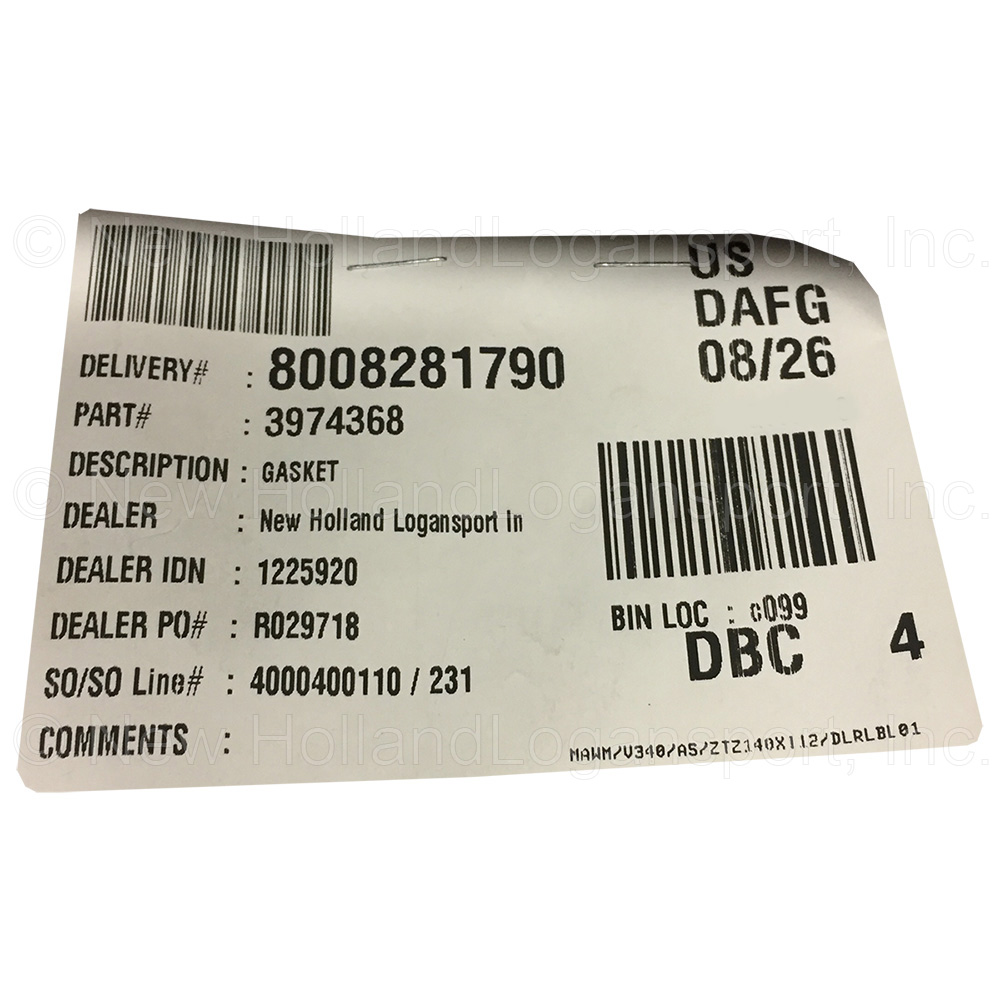 © New HollandLogansport, Inc.
US
DAFG
08/26
DELIVERY# : 8008281790
PART# : 3974368
DESCRIPTION : GASKET
© New HollandLogansport, Inc.
DEALER : New Holland Logansport In
DEALER IDN : 1225920
BIN LOC : c099
DEALER PO# : R029718
DBC 4
SO/SO Line# : 4000400110 / 231
© New HollandLogansport, Inc.
COMMENTS :
MAWM/V340/A5/ZTZ140XI12/DLRLBL01